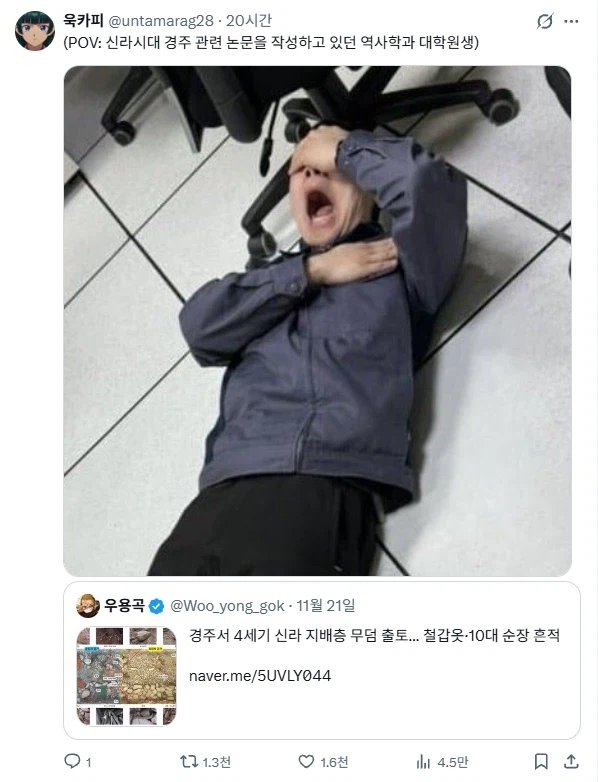 욱카피 @untamarag28 · 20시간
(POV: 신라시대 경주 관련 논문을 작성하고 있던 역사학과 대학원생)
우용곡 @Woo_yong_gok · 11월 21일
경주서 4세기 신라 지배층 무덤 출토... 철갑옷·10대 순장 흔적
naver.me/5UVLY044
1 1.3천 1.6천 4.5만